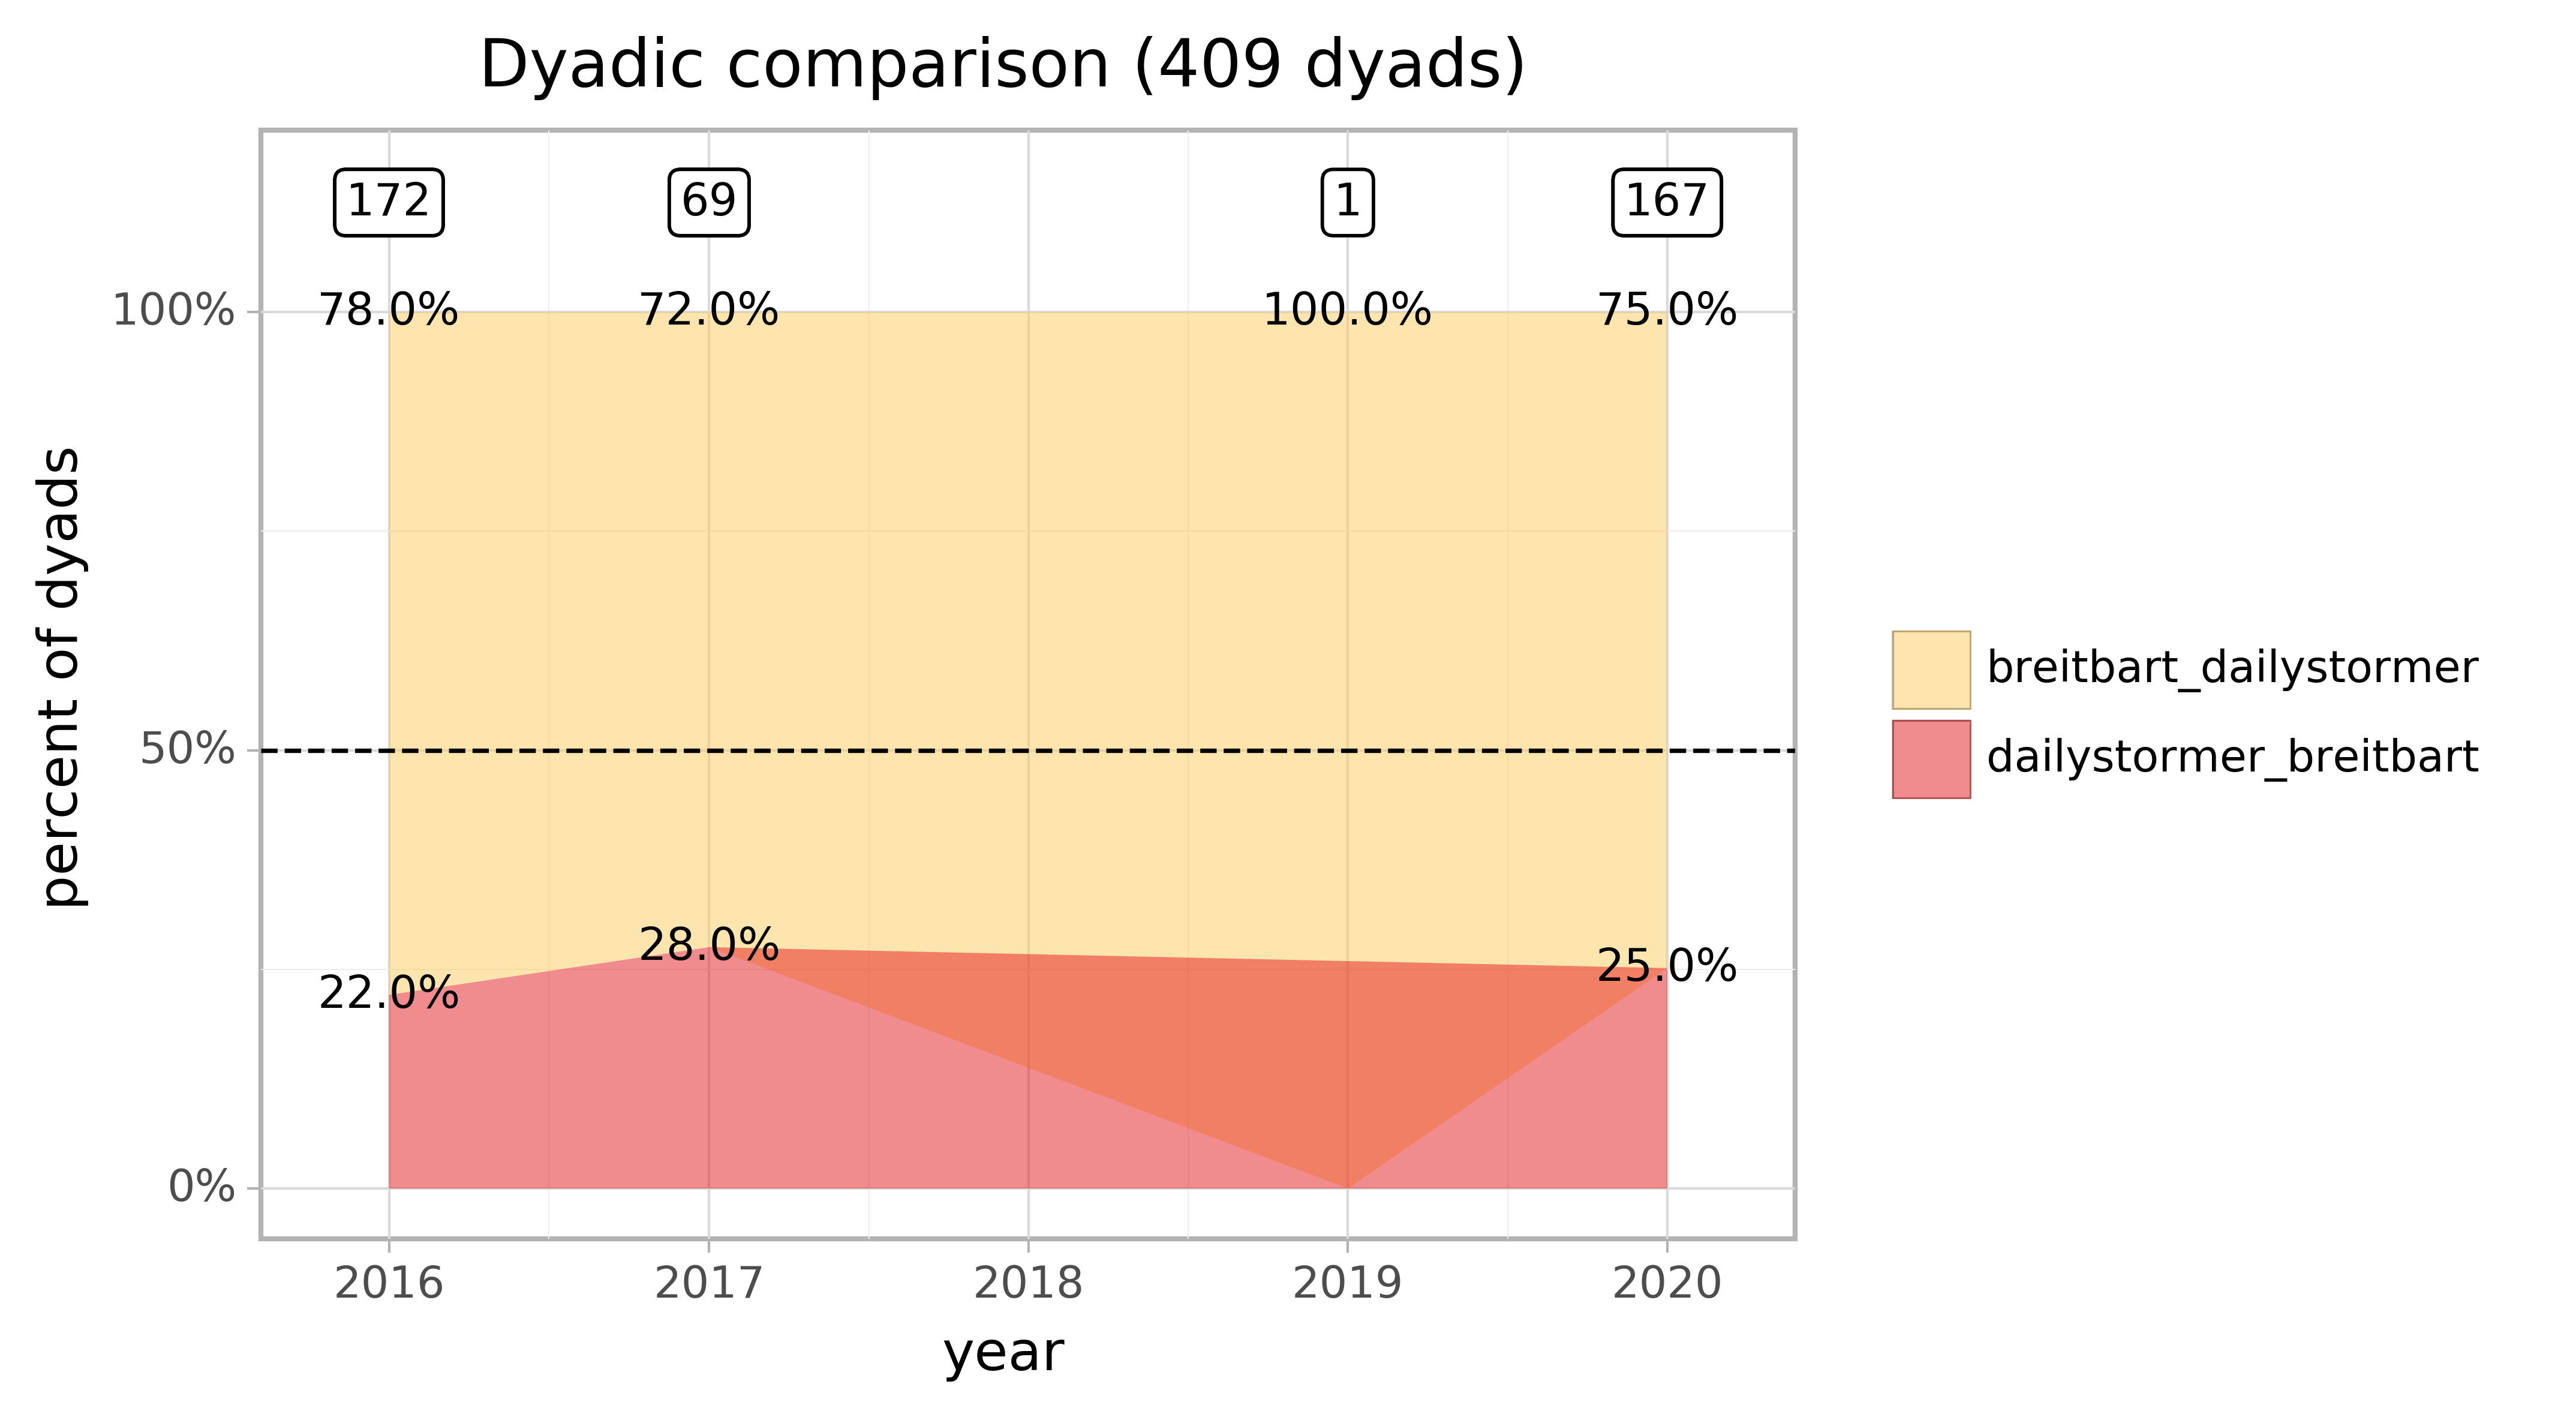 Dyadic comparison (409 dyads)
172 69 1 167
100% 78.0% 72.0% 100.0% 75.0%
percent of dyads
breitbart_dailystormer
50%
dailystormer_breitbart
28.0%
25.0%
22.0%
0%
2016 2017 2018 2019 2020
year